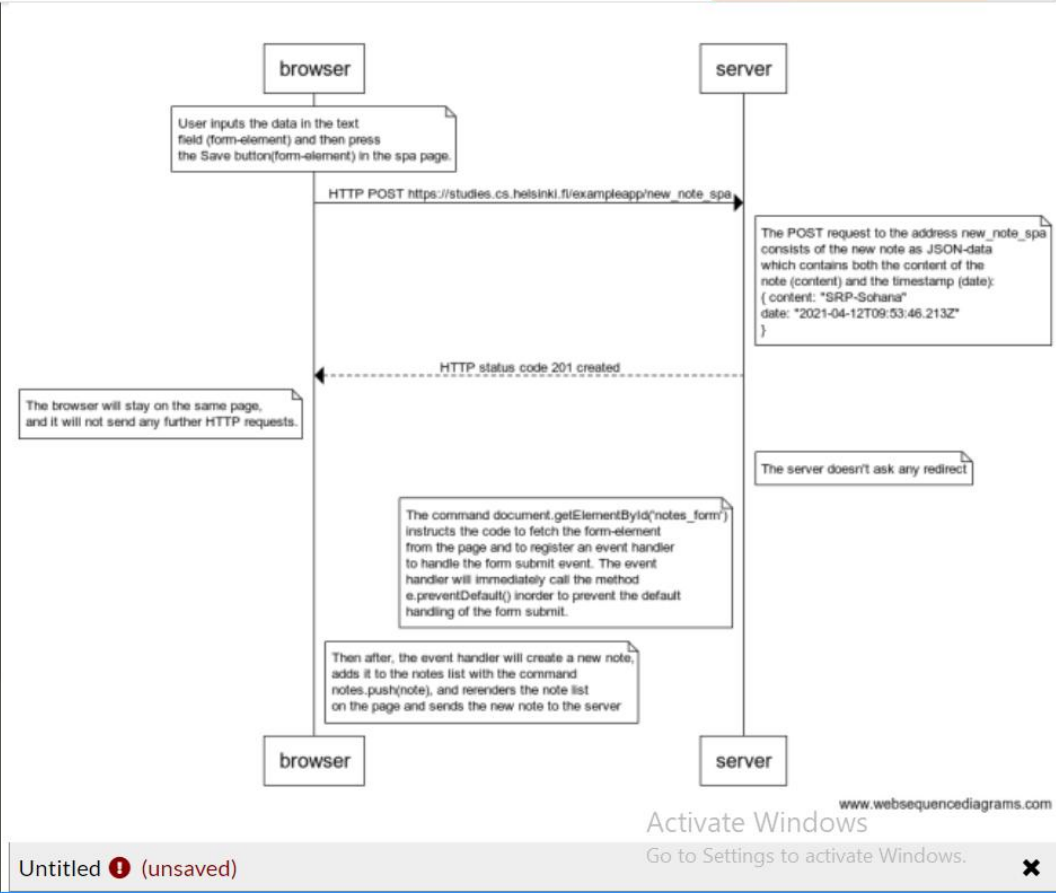 browser
server
User inputs the data in the text
field (form-element) and then press
the Save button(form-element) in the spa page.
HTTP POST https://studies.cs.helsinki.fi/exampleapp/new_note_spa
The POST request to the address new_note_spa
consists of the new note as JSON-data
which contains both the content of the
note (content) and the timestamp (date):
{ content: "SRP-Sohana"
date: "2021-04-12T09:53:46.213Z"
}
HTTP status code 201 created
The browser will stay on the same page,
and it will not send any further HTTP requests.
The server doesn't ask any redirect
The command document.getElementById('notes_form')
instructs the code to fetch the form-element
from the page and to register an event handler
to handle the form submit event. The event
handler will immediately call the method
e.preventDefault() inorder to prevent the default
handling of the form submit.
Then after, the event handler will create a new note,
adds it to the notes list with the command
notes.push(note), and rerenders the note list
on the page and sends the new note to the server
browser
server
www.websequencediagrams.com
Activate Windows
Go to Settings to activate Windows.
Untitled (unsaved)